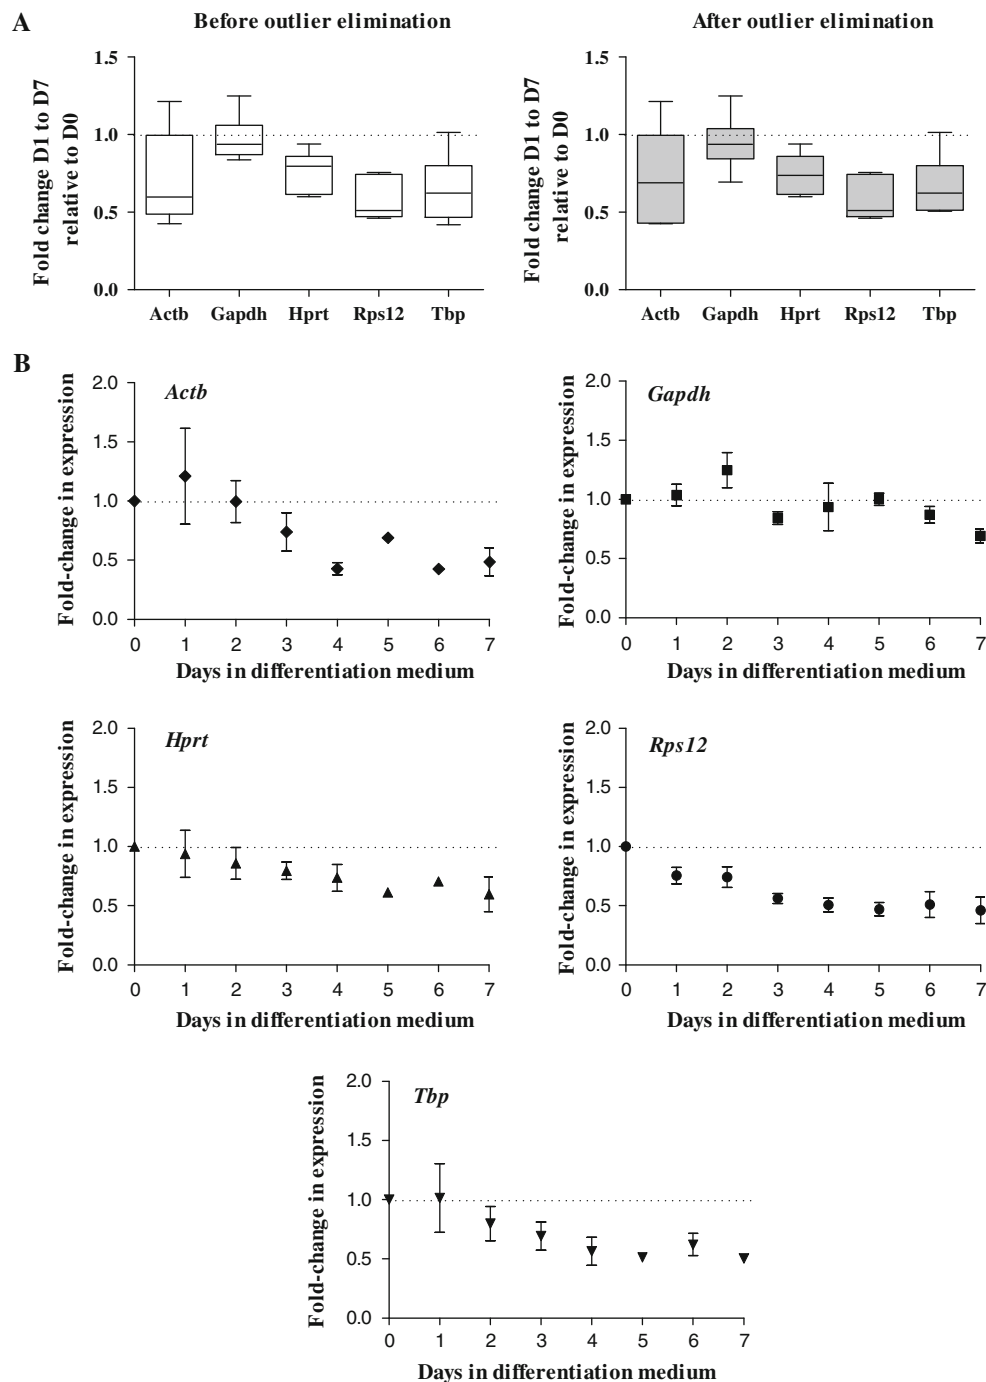 A
Before outlier elimination
After outlier elimination
Fold change D1 to D7
relative to D0
1.5
1.0
0.5
0.0
Actb Gapdh Hprt Rps12 Tbp
Fold change D1 to D7
relative to D0
1.5
1.0
0.5
0.0
Actb Gapdh Hprt Rps12 Tbp
B
Actb
Fold-change in expression
2.0
1.5
1.0
0.5
0.0
0 1 2 3 4 5 6 7
Days in differentiation medium
Gapdh
Fold-change in expression
2.0
1.5
1.0
0.5
0.0
0 1 2 3 4 5 6 7
Days in differentiation medium
Hprt
Fold-change in expression
2.0
1.5
1.0
0.5
0.0
0 1 2 3 4 5 6 7
Days in differentiation medium
Rps12
Fold-change in expression
2.0
1.5
1.0
0.5
0.0
0 1 2 3 4 5 6 7
Days in differentiation medium
Tbp
Fold-change in expression
2.0
1.5
1.0
0.5
0.0
0 1 2 3 4 5 6 7
Days in differentiation medium